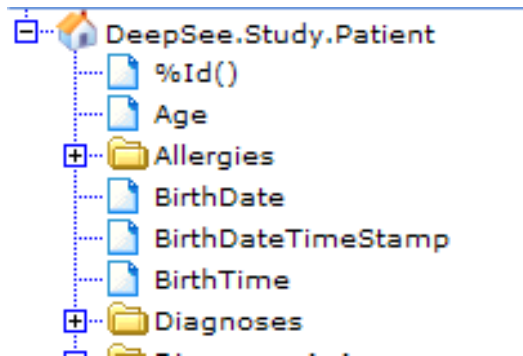 DeepSee.Study.Patient
%Id()
Age
Allergies
BirthDate
BirthDateTimeStamp
BirthTime
Diagnoses